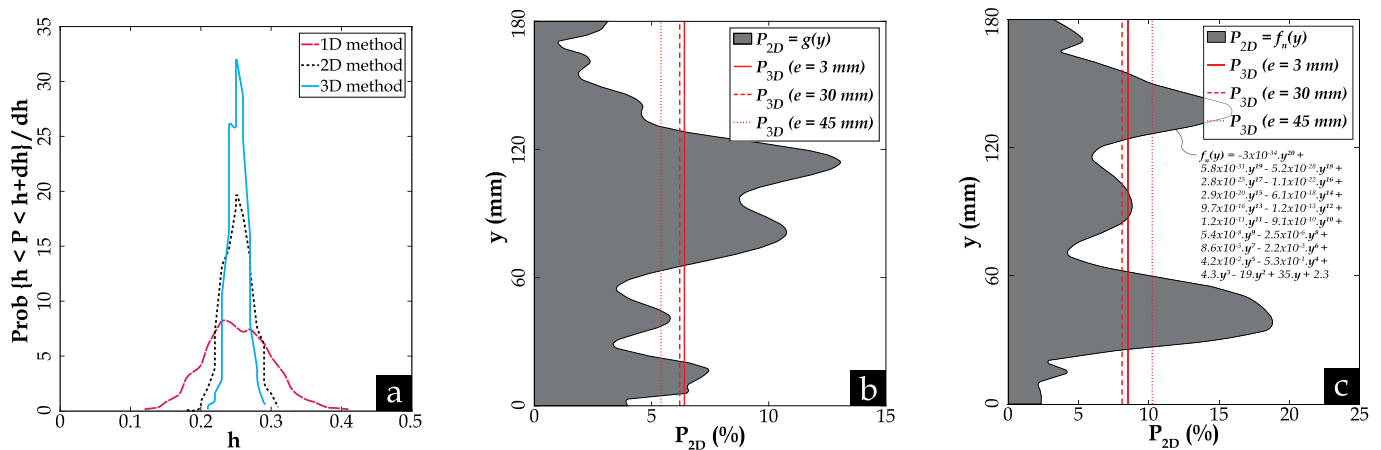 Prob {h < P < h+dh} / dh
35
30
25
20
15
10
5
0
1D method
2D method
3D method
0
0.1
0.2
0.3
0.4
0.5
h
a
y (mm)
180
120
60
0
P2D = g(y)
P3D (e = 3 mm)
P3D (e = 30 mm)
P3D (e = 45 mm)
0
5
10
15
P2D (%)
b
y (mm)
180
120
60
0
P2D = fn(y)
P3D (e = 3 mm)
P3D (e = 30 mm)
P3D (e = 45 mm)
fn(y) = -3x10-34.y20 +
5.8x10-31.y19 - 5.2x10-28.y18 +
2.8x10-25.y17 - 1.1x10-22.y16 +
2.9x10-20.y15 - 6.1x10-18.y14 +
9.7x10-16.y13 - 1.2x10-13.y12 +
1.2x10-11.y11 - 9.1x10-10.y10 +
5.4x10-8.y9 - 2.5x10-6.y8 +
8.6x10-5.y7 - 2.2x10-3.y6 +
4.2x10-2.y5 - 5.3x10-1.y4 +
4.3.y3 - 19.y2 + 35.y + 2.3
0
5
10
15
20
25
P2D (%)
c